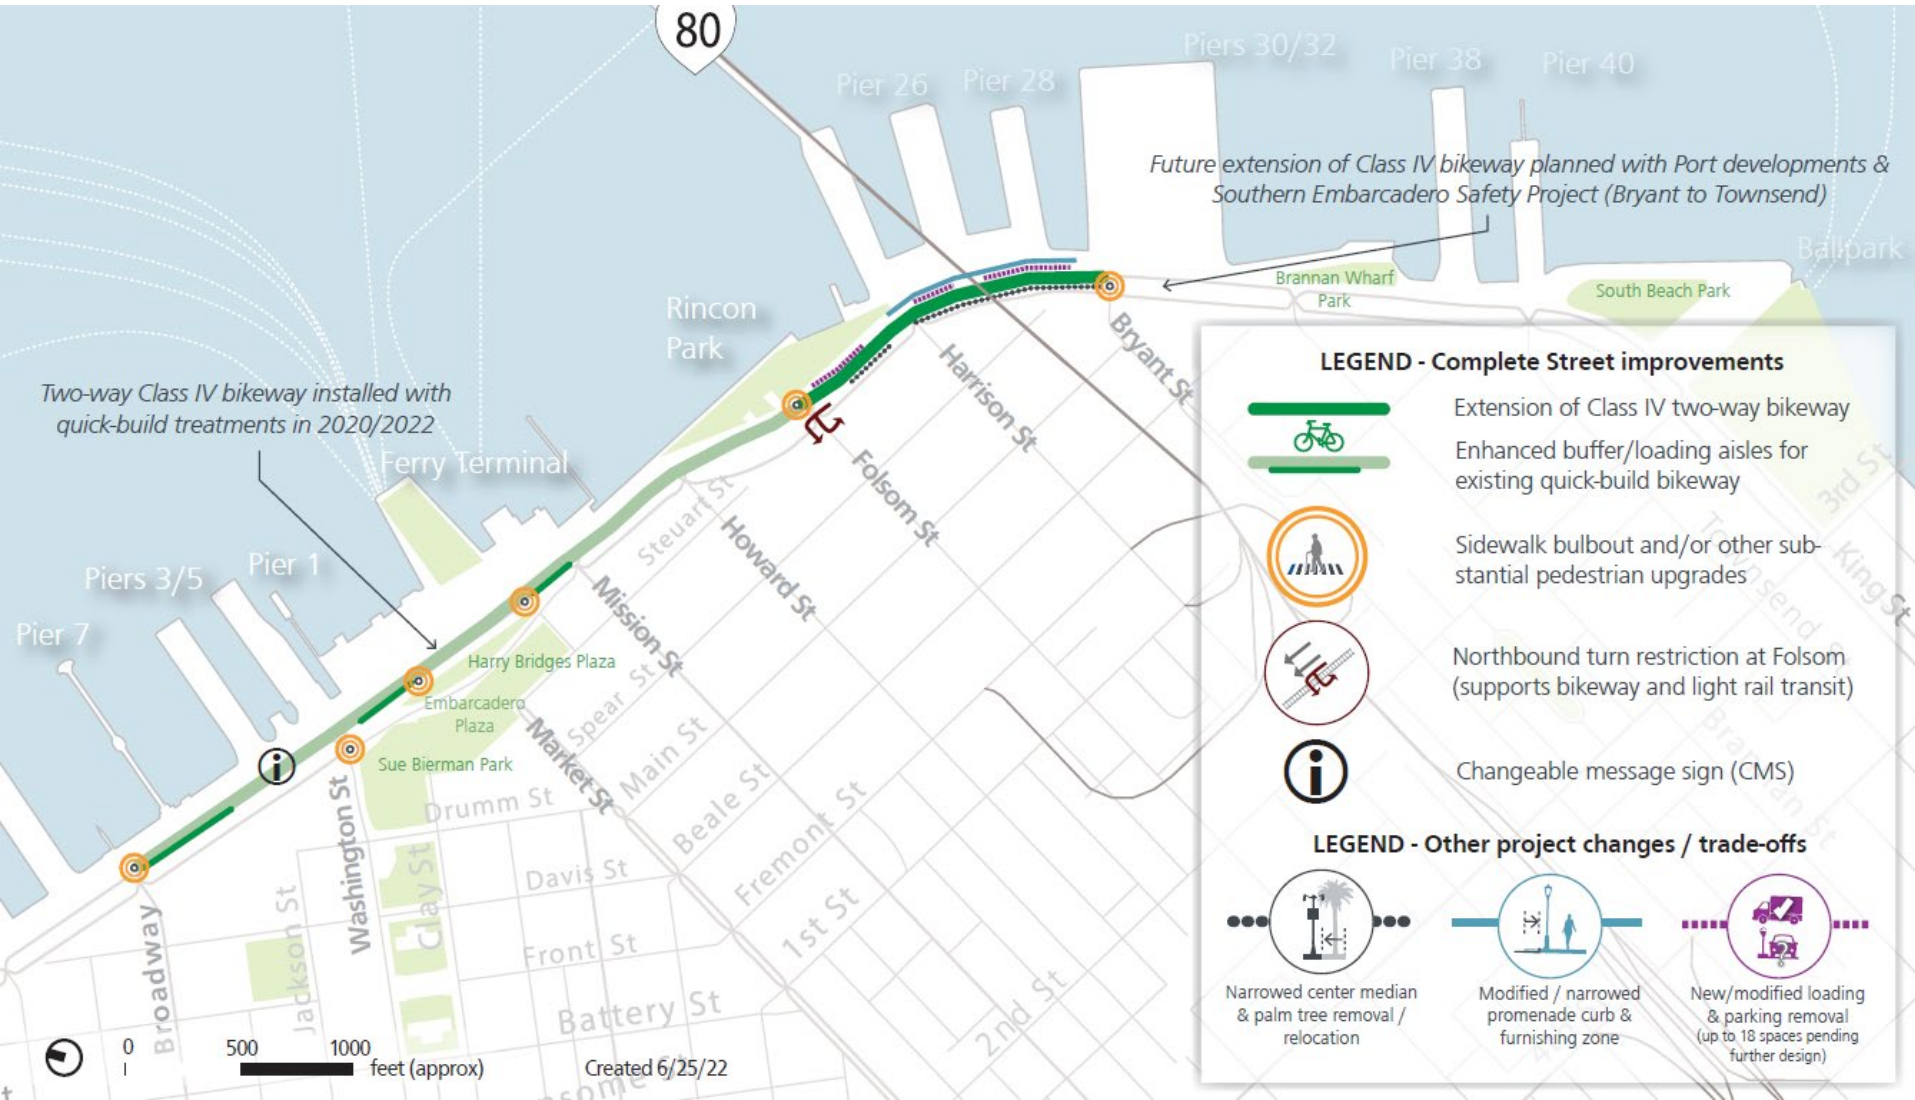 80
Piers 30/32
Pier 38
Pier 40
Pier 26
Pier 28
Future extension of Class IV bikeway planned with Port developments &
Southern Embarcadero Safety Project (Bryant to Townsend)
Ballpark
Brannan Wharf
Park
South Beach Park
Rincon
Park
Bryant St
Harrison St
Two-way Class IV bikeway installed with
quick-build treatments in 2020/2022
Ferry Terminal
Folsom St
Steuart St
Howard St
Pier 1
Piers 3/5
Pier 7
Mission St
Harry Bridges Plaza
Embarcadero
Plaza
Spear St
Main St
Market St
Sue Bierman Park
Drumm St
Beale St
Fremont St
Washington St
Clay St
Davis St
1st St
Jackson St
Front St
Broadway
Battery St
2nd St
0 500 1000
feet (approx)
Created 6/25/22
some St
LEGEND - Complete Street improvements
Extension of Class IV two-way bikeway
Enhanced buffer/loading aisles for
existing quick-build bikeway
3rd St
King St
Townsend St
Sidewalk bulbout and/or other sub-
stantial pedestrian upgrades
Northbound turn restriction at Folsom
(supports bikeway and light rail transit)
Brannan St
i
Changeable message sign (CMS)
i
LEGEND - Other project changes / trade-offs
Narrowed center median
& palm tree removal /
relocation
Modified / narrowed
promenade curb &
furnishing zone
New/modified loading
& parking removal
(up to 18 spaces pending
further design)